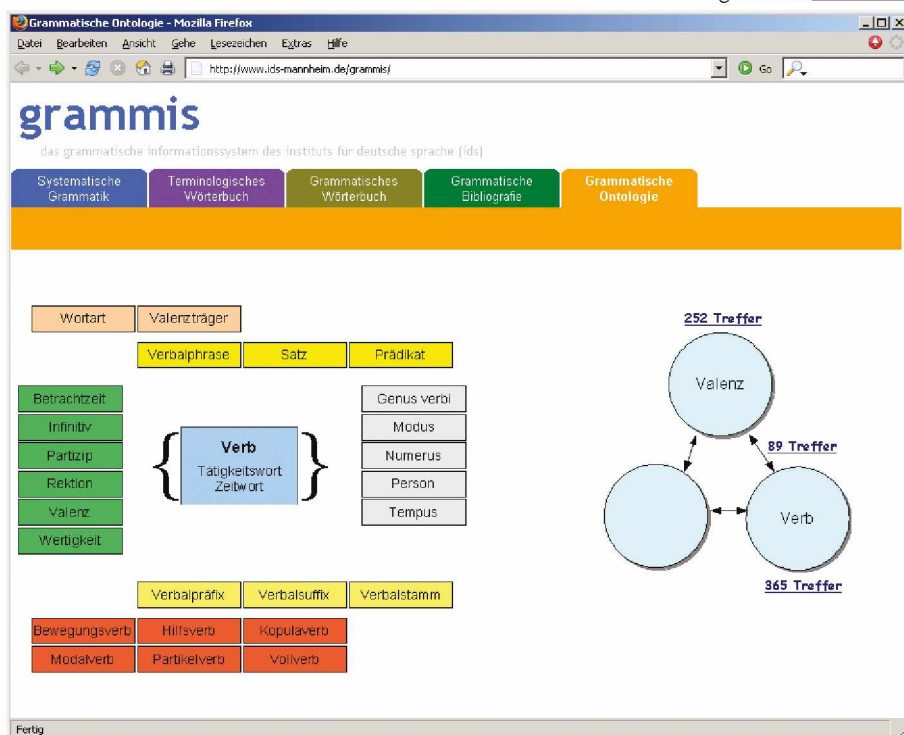 Grammatische Ontologie - Mozilla Firefox
Datei Bearbeiten Ansicht Gehe Lesezeichen Extras Hilfe
http://www.ids-mannheim.de/grammis/
Go
grammis
das grammatische informationssystem des instituts für deutsche sprache (ids)
Systematische Grammatik
Terminologisches Wörterbuch
Grammatisches Wörterbuch
Grammatische Bibliografie
Grammatische Ontologie
Wortart Valenzträger
Verbalphrase Satz Prädikat
Betrachtzeit
Infinitiv
Partizip
Rektion
Valenz
Wertigkeit
Verb
Tätigkeitswort
Zeitwort
Genus verbi
Modus
Numerus
Person
Tempus
Verbalpräfix Verbalsuffix Verbalstamm
Bewegungsverb Hilfsverb Kopulaverb
Modalverb Partikelverb Vollverb
252 Treffer
Valenz
89 Treffer
Verb
365 Treffer
Fertig